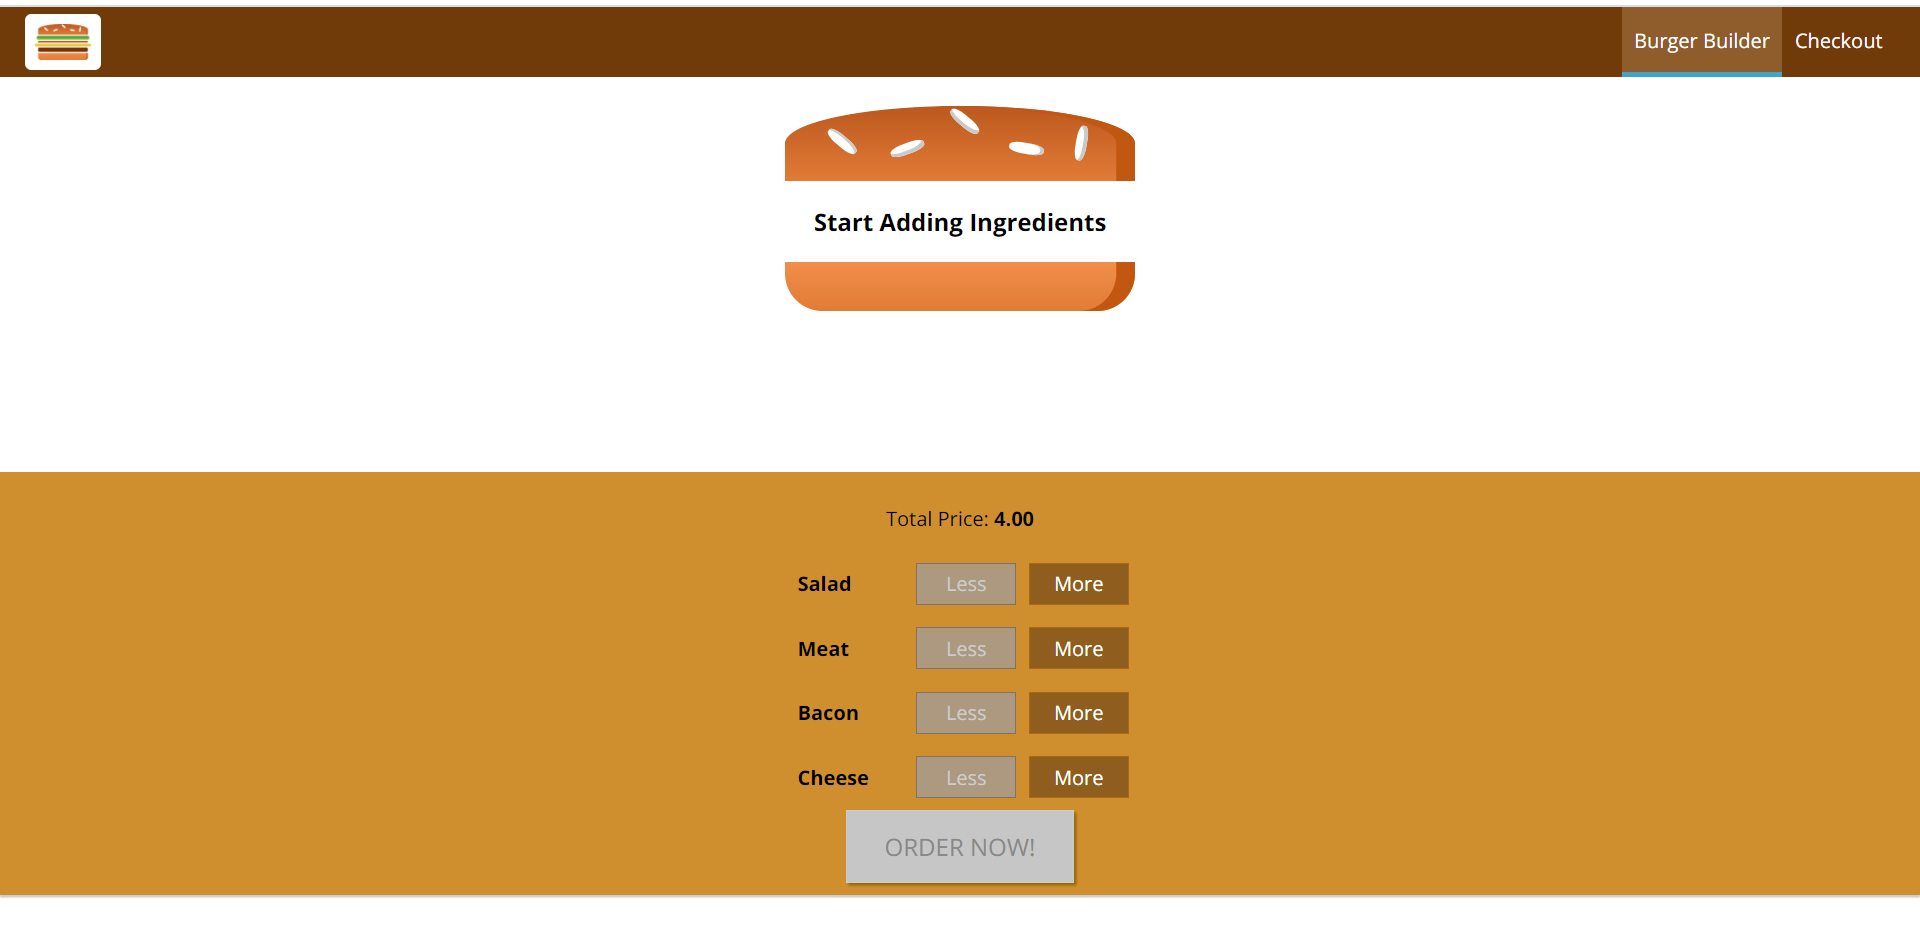 Burger Builder Checkout
Start Adding Ingredients
Total Price: 4.00
Salad Less More
Meat Less More
Bacon Less More
Cheese Less More
ORDER NOW!